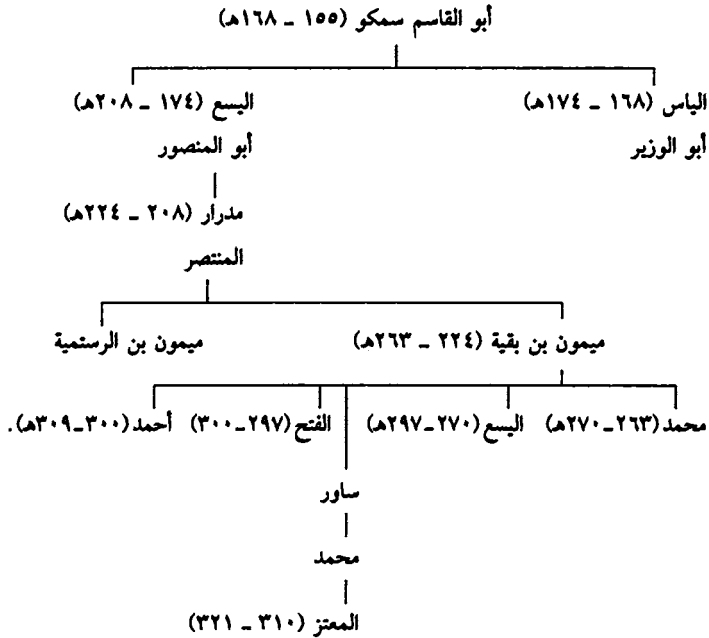 أبو القاسم سمكو (١٥٥ ـ ١٦٨هـ)
الياس (١٦٨ ـ ١٧٤هـ) اليسع (١٧٤ ـ ٢٠٨هـ)
أبو الوزير أبو المنصور
مدرار (٢٠٨ ـ ٢٢٤هـ)
المنتصر
ميمون بن بقية (٢٢٤ ـ ٢٦٣هـ) ميمون بن الرستمية
محمد (٢٦٣ـ٢٧٠هـ) اليسع (٢٧٠ـ٢٩٧هـ) الفتح (٢٩٧ـ٣٠٠) أحمد (٣٠٠ـ٣٠٩هـ).
ساور
محمد
المعتز (٣١٠ ـ ٣٢١)